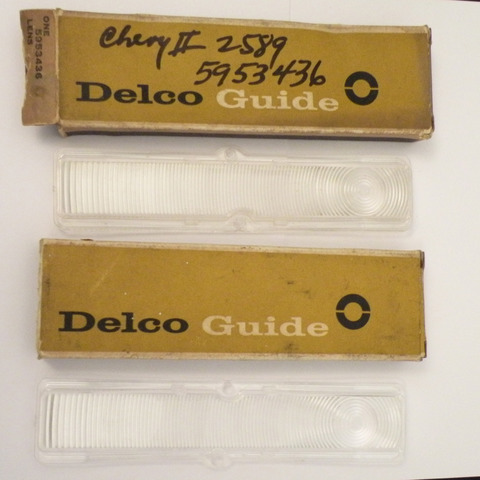 ONE
5953436
LENS
Chevy II 2589
5953436
Delco Guide
Delco Guide